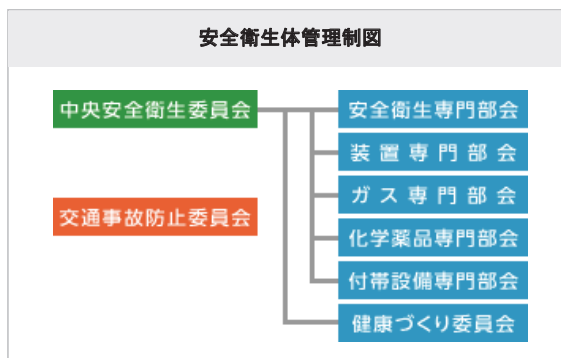 安全衛生体管理制図
中央安全衛生委員会
安全衛生専門部会
装置専門部会
ガス専門部会
交通事故防止委員会
化学薬品専門部会
付帯設備専門部会
健康づくり委員会